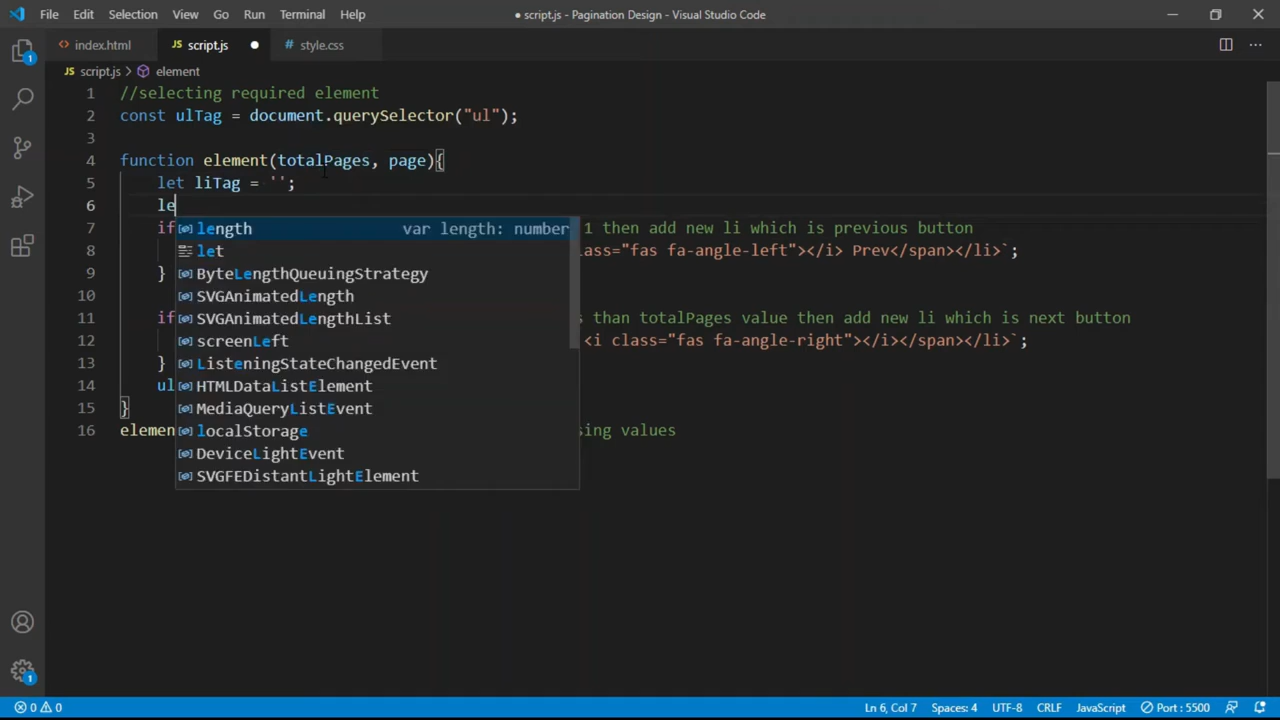 File Edit Selection View Go Run Terminal Help
● script.js - Pagination Design - Visual Studio Code
index.html JS script.js # style.css
JS script.js > element
1 //selecting required element
2 const ulTag = document.querySelector("ul");
3
4 function element(totalPages, page){
5 let liTag = '';
6 le
7 if 1 then add new li which is previous button
8 class="fas fa-angle-left"></i> Prev</span></li>`;
9 }
10
11 if than totalPages value then add new li which is next button
12 <i class="fas fa-angle-right"></i></span></li>`;
13 }
14 ul
15 }
16 elemen sing values
length var length: number
let
ByteLengthQueuingStrategy
SVGAnimatedLength
SVGAnimatedLengthList
screenLeft
ListeningStateChangedEvent
HTMLDataListElement
MediaQueryListEvent
localStorage
DeviceLightEvent
SVGFEDistantLightElement
1
1
0 0 Ln 6, Col 7 Spaces: 4 UTF-8 CRLF JavaScript Port : 5500